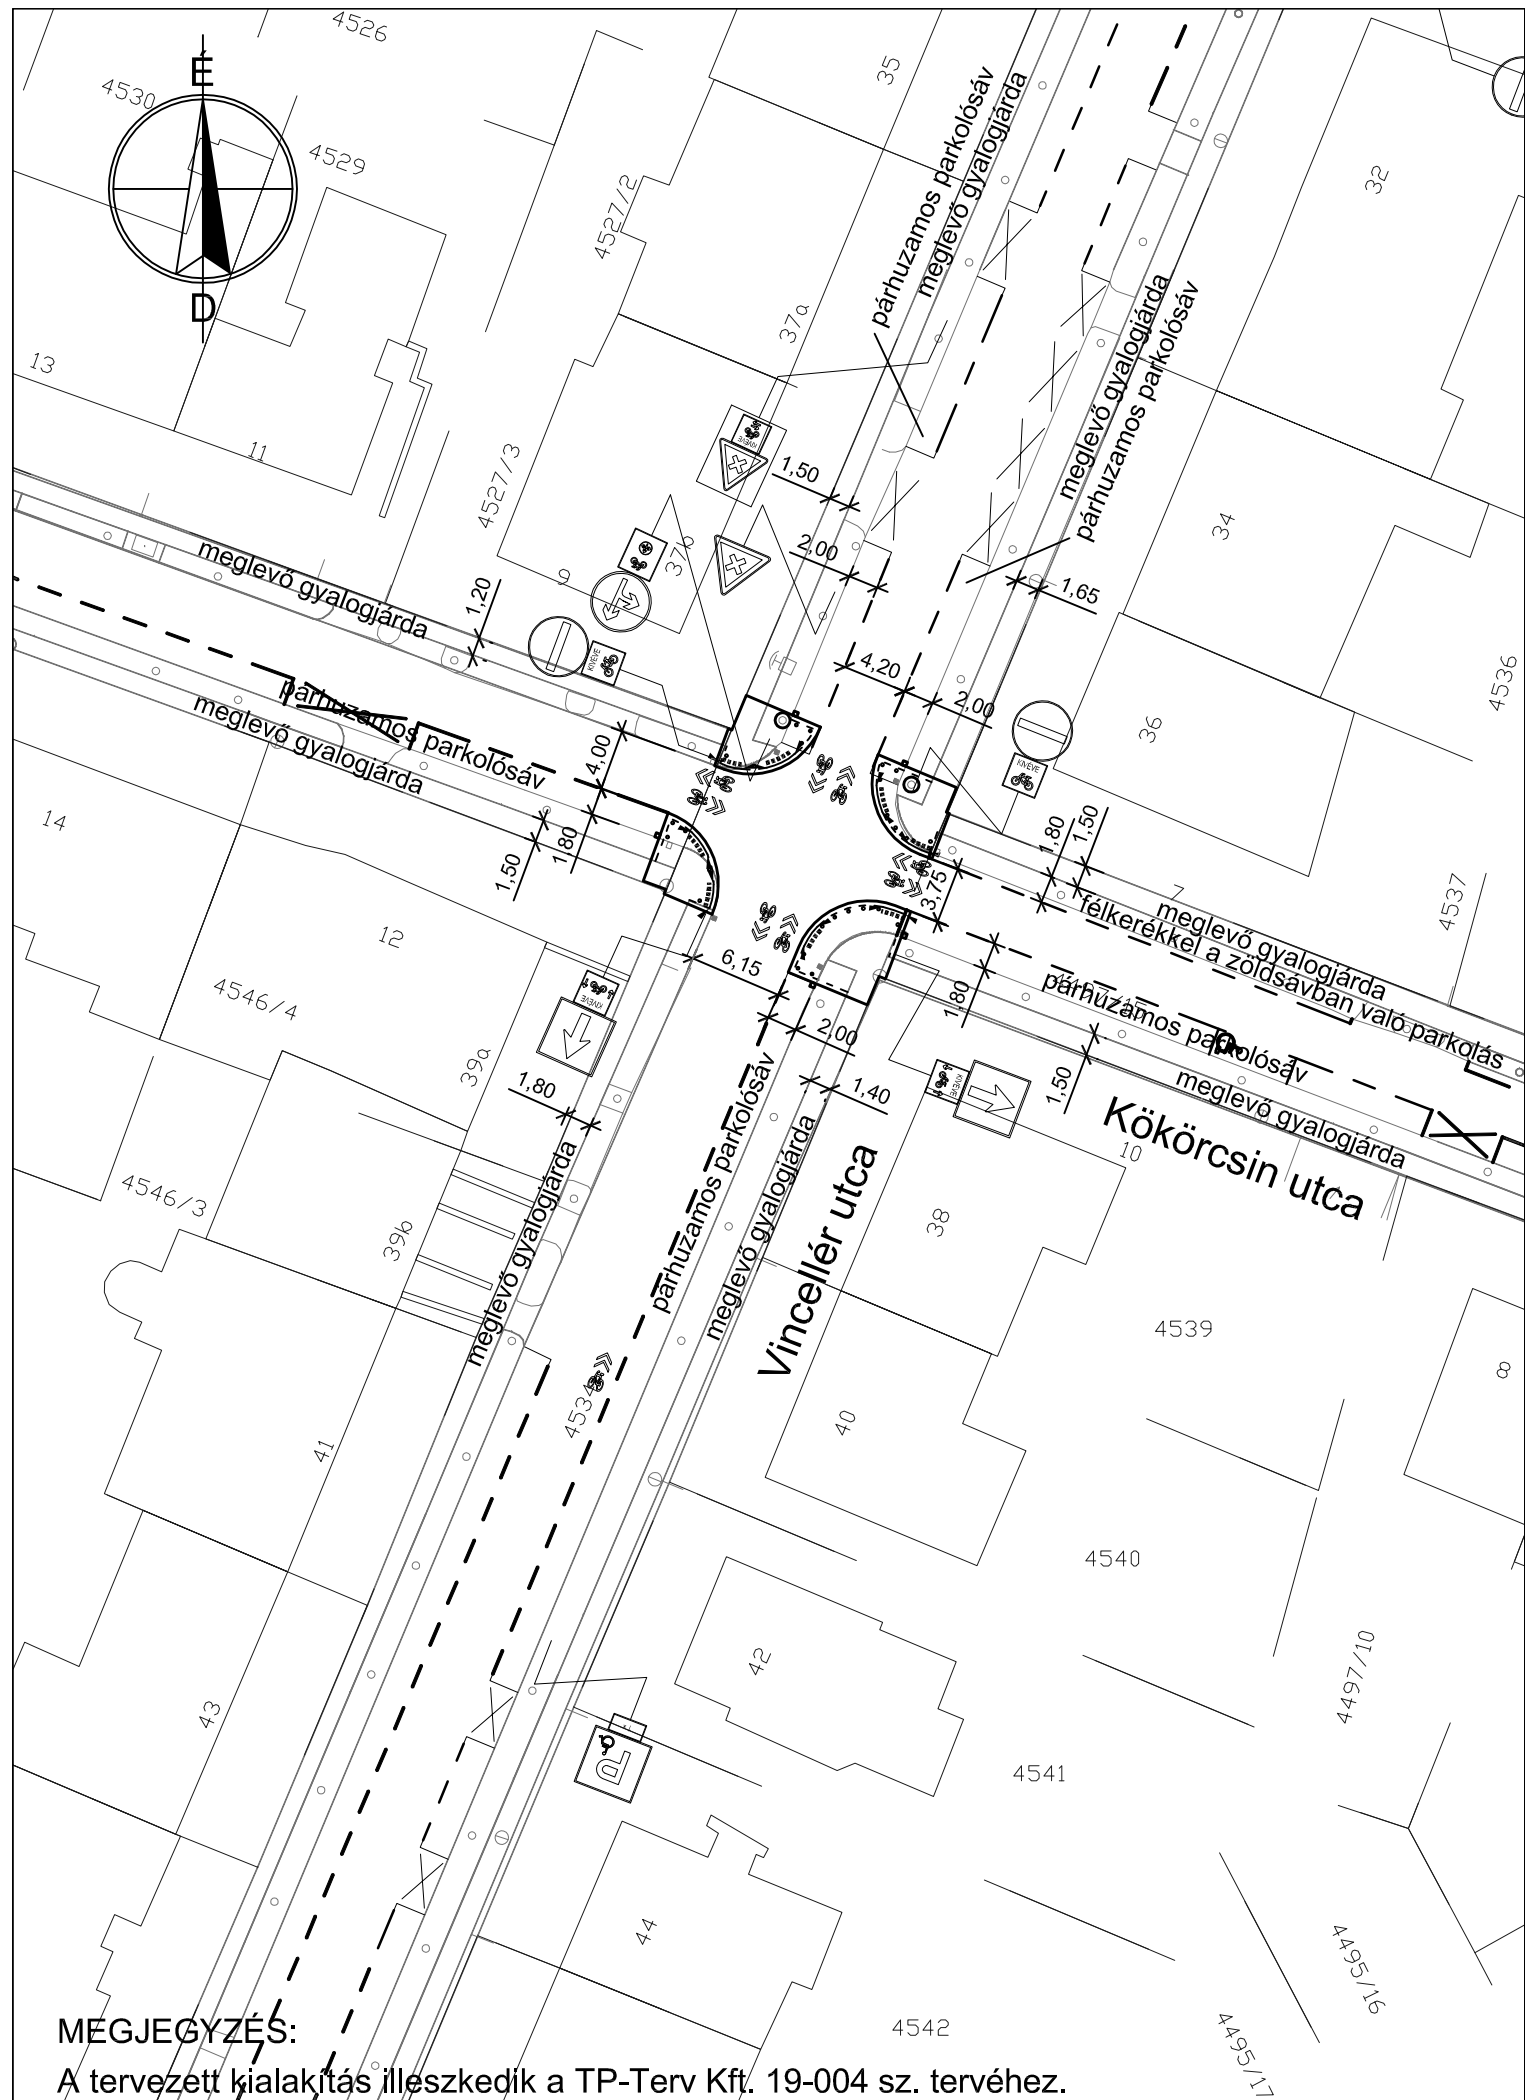 4526
É
4530
4529
35
párhuzamos parkolósáv
meglevő gyalogjárda
32
4527/2
D
meglevő gyalogjárda
párhuzamos parkolósáv
37a
13
11
4527/3
KIVÉVE
1,50
34
2,00
meglevő gyalogjárda
9
37b
1,20
1,65
KIVÉVE
4,20
2,00
4536
36
párhuzamos parkolósáv
meglevő gyalogjárda
4,00
KIVÉVE
14
1,50
1,80
1,80
1,50
3,75
7
4537
meglevő gyalogjárda
félkerékkel a zöldsávban való parkolás
12
6,15
4546/4
KIVÉVE
1,80
párhuzamos parkolósáv
2,00
39a
1,80
1,40
KIVÉVE
1,50
meglevő gyalogjárda
Kökörcsin utca
10
párhuzamos parkolósáv
meglevő gyalogjárda
meglevő gyalogjárda
Vincellér utca
38
4546/3
39b
4539
8
4534
40
41
4540
42
4497/10
43
P
4541
44
4495/16
4542
4495/17
MEGJEGYZÉS:
A tervezett kialakítás illeszkedik a TP-Terv Kft. 19-004 sz. tervéhez.